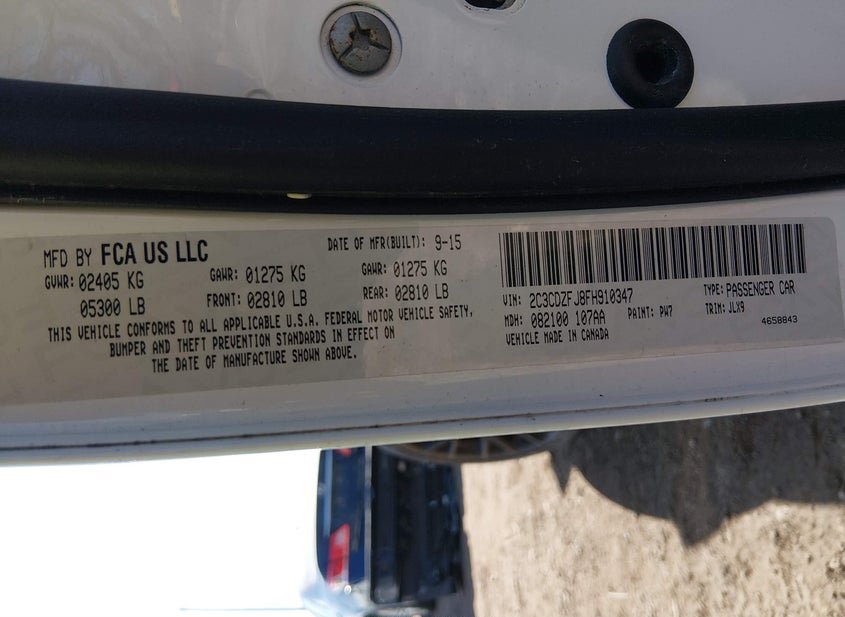 MFD BY FCA US LLC DATE OF MFR(BUILT): 9-15
GVWR: 02405 KG GAWR: 01275 KG GAWR: 01275 KG
05300 LB FRONT: 02810 LB REAR: 02810 LB
THIS VEHICLE CONFORMS TO ALL APPLICABLE U.S.A. FEDERAL MOTOR VEHICLE SAFETY,
BUMPER AND THEFT PREVENTION STANDARDS IN EFFECT ON
THE DATE OF MANUFACTURE SHOWN ABOVE.
VIN: 2C3CDZFJ8FH910347 TYPE: PASSENGER CAR
MDH: 082100 107AA PAINT: PW7 TRIM: JLX9
VEHICLE MADE IN CANADA 4658843